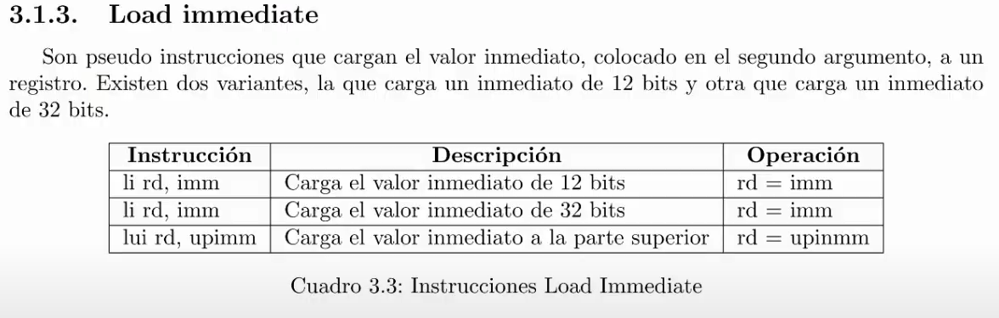 3.1.3. Load immediate
Son pseudo instrucciones que cargan el valor inmediato, colocado en el segundo argumento, a un
registro. Existen dos variantes, la que carga un inmediato de 12 bits y otra que carga un inmediato
de 32 bits.
Instrucción Descripción Operación
li rd, imm Carga el valor inmediato de 12 bits rd = imm
li rd, imm Carga el valor inmediato de 32 bits rd = imm
lui rd, upimm Carga el valor inmediato a la parte superior rd = upinmm
Cuadro 3.3: Instrucciones Load Immediate